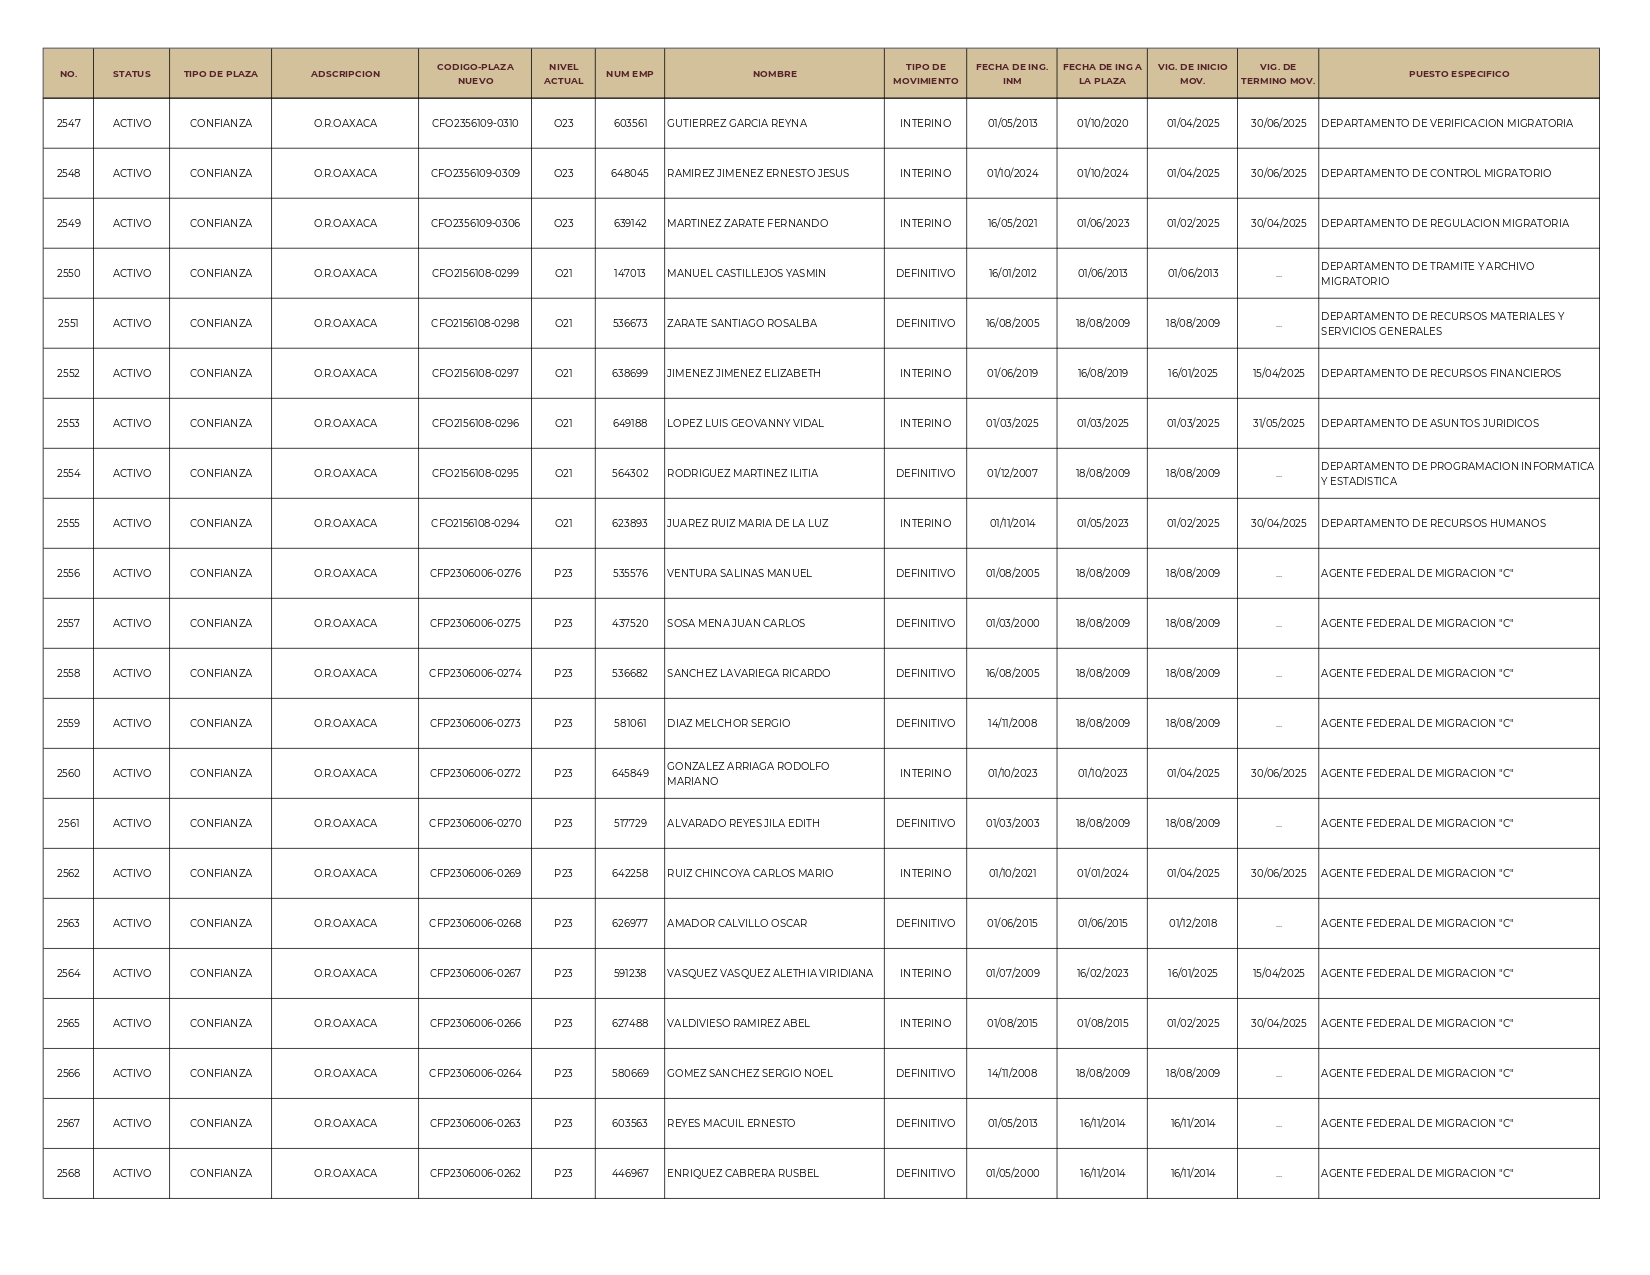 NO. STATUS TIPO DE PLAZA ADSCRIPCION CODIGO-PLAZA NUEVO NIVEL ACTUAL NUM EMP NOMBRE TIPO DE MOVIMIENTO FECHA DE ING. INM FECHA DE ING A LA PLAZA VIG. DE INICIO MOV. VIG. DE TERMINO MOV. PUESTO ESPECIFICO
2547 ACTIVO CONFIANZA O.R.OAXACA CFO2356109-0310 O23 603561 GUTIERREZ GARCIA REYNA INTERINO 01/05/2013 01/10/2020 01/04/2025 30/06/2025 DEPARTAMENTO DE VERIFICACION MIGRATORIA
2548 ACTIVO CONFIANZA O.R.OAXACA CFO2356109-0309 O23 648045 RAMIREZ JIMENEZ ERNESTO JESUS INTERINO 01/10/2024 01/10/2024 01/04/2025 30/06/2025 DEPARTAMENTO DE CONTROL MIGRATORIO
2549 ACTIVO CONFIANZA O.R.OAXACA CFO2356109-0306 O23 639142 MARTINEZ ZARATE FERNANDO INTERINO 16/05/2021 01/06/2023 01/02/2025 30/04/2025 DEPARTAMENTO DE REGULACION MIGRATORIA
2550 ACTIVO CONFIANZA O.R.OAXACA CFO2156108-0299 O21 147013 MANUEL CASTILLEJOS YASMIN DEFINITIVO 16/01/2012 01/06/2013 01/06/2013 ... DEPARTAMENTO DE TRAMITE Y ARCHIVO MIGRATORIO
2551 ACTIVO CONFIANZA O.R.OAXACA CFO2156108-0298 O21 536673 ZARATE SANTIAGO ROSALBA DEFINITIVO 16/08/2005 18/08/2009 18/08/2009 ... DEPARTAMENTO DE RECURSOS MATERIALES Y SERVICIOS GENERALES
2552 ACTIVO CONFIANZA O.R.OAXACA CFO2156108-0297 O21 638699 JIMENEZ JIMENEZ ELIZABETH INTERINO 01/06/2019 16/08/2019 16/01/2025 15/04/2025 DEPARTAMENTO DE RECURSOS FINANCIEROS
2553 ACTIVO CONFIANZA O.R.OAXACA CFO2156108-0296 O21 649188 LOPEZ LUIS GEOVANNY VIDAL INTERINO 01/03/2025 01/03/2025 01/03/2025 31/05/2025 DEPARTAMENTO DE ASUNTOS JURIDICOS
2554 ACTIVO CONFIANZA O.R.OAXACA CFO2156108-0295 O21 564302 RODRIGUEZ MARTINEZ ILITIA DEFINITIVO 01/12/2007 18/08/2009 18/08/2009 ... DEPARTAMENTO DE PROGRAMACION INFORMATICA Y ESTADISTICA
2555 ACTIVO CONFIANZA O.R.OAXACA CFO2156108-0294 O21 623893 JUAREZ RUIZ MARIA DE LA LUZ INTERINO 01/11/2014 01/05/2023 01/02/2025 30/04/2025 DEPARTAMENTO DE RECURSOS HUMANOS
2556 ACTIVO CONFIANZA O.R.OAXACA CFP2306006-0276 P23 535576 VENTURA SALINAS MANUEL DEFINITIVO 01/08/2005 18/08/2009 18/08/2009 ... AGENTE FEDERAL DE MIGRACION "C"
2557 ACTIVO CONFIANZA O.R.OAXACA CFP2306006-0275 P23 437520 SOSA MENA JUAN CARLOS DEFINITIVO 01/03/2000 18/08/2009 18/08/2009 ... AGENTE FEDERAL DE MIGRACION "C"
2558 ACTIVO CONFIANZA O.R.OAXACA CFP2306006-0274 P23 536682 SANCHEZ LAVARIEGA RICARDO DEFINITIVO 16/08/2005 18/08/2009 18/08/2009 ... AGENTE FEDERAL DE MIGRACION "C"
2559 ACTIVO CONFIANZA O.R.OAXACA CFP2306006-0273 P23 581061 DIAZ MELCHOR SERGIO DEFINITIVO 14/11/2008 18/08/2009 18/08/2009 ... AGENTE FEDERAL DE MIGRACION "C"
2560 ACTIVO CONFIANZA O.R.OAXACA CFP2306006-0272 P23 645849 GONZALEZ ARRIAGA RODOLFO MARIANO INTERINO 01/10/2023 01/10/2023 01/04/2025 30/06/2025 AGENTE FEDERAL DE MIGRACION "C"
2561 ACTIVO CONFIANZA O.R.OAXACA CFP2306006-0270 P23 517729 ALVARADO REYES JILA EDITH DEFINITIVO 01/03/2003 18/08/2009 18/08/2009 ... AGENTE FEDERAL DE MIGRACION "C"
2562 ACTIVO CONFIANZA O.R.OAXACA CFP2306006-0269 P23 642258 RUIZ CHINCOYA CARLOS MARIO INTERINO 01/10/2021 01/01/2024 01/04/2025 30/06/2025 AGENTE FEDERAL DE MIGRACION "C"
2563 ACTIVO CONFIANZA O.R.OAXACA CFP2306006-0268 P23 626977 AMADOR CALVILLO OSCAR DEFINITIVO 01/06/2015 01/06/2015 01/12/2018 ... AGENTE FEDERAL DE MIGRACION "C"
2564 ACTIVO CONFIANZA O.R.OAXACA CFP2306006-0267 P23 591238 VASQUEZ VASQUEZ ALETHIA VIRIDIANA INTERINO 01/07/2009 16/02/2023 16/01/2025 15/04/2025 AGENTE FEDERAL DE MIGRACION "C"
2565 ACTIVO CONFIANZA O.R.OAXACA CFP2306006-0266 P23 627488 VALDIVIESO RAMIREZ ABEL INTERINO 01/08/2015 01/08/2015 01/02/2025 30/04/2025 AGENTE FEDERAL DE MIGRACION "C"
2566 ACTIVO CONFIANZA O.R.OAXACA CFP2306006-0264 P23 580669 GOMEZ SANCHEZ SERGIO NOEL DEFINITIVO 14/11/2008 18/08/2009 18/08/2009 ... AGENTE FEDERAL DE MIGRACION "C"
2567 ACTIVO CONFIANZA O.R.OAXACA CFP2306006-0263 P23 603563 REYES MACUIL ERNESTO DEFINITIVO 01/05/2013 16/11/2014 16/11/2014 ... AGENTE FEDERAL DE MIGRACION "C"
2568 ACTIVO CONFIANZA O.R.OAXACA CFP2306006-0262 P23 446967 ENRIQUEZ CABRERA RUSBEL DEFINITIVO 01/05/2000 16/11/2014 16/11/2014 ... AGENTE FEDERAL DE MIGRACION "C"